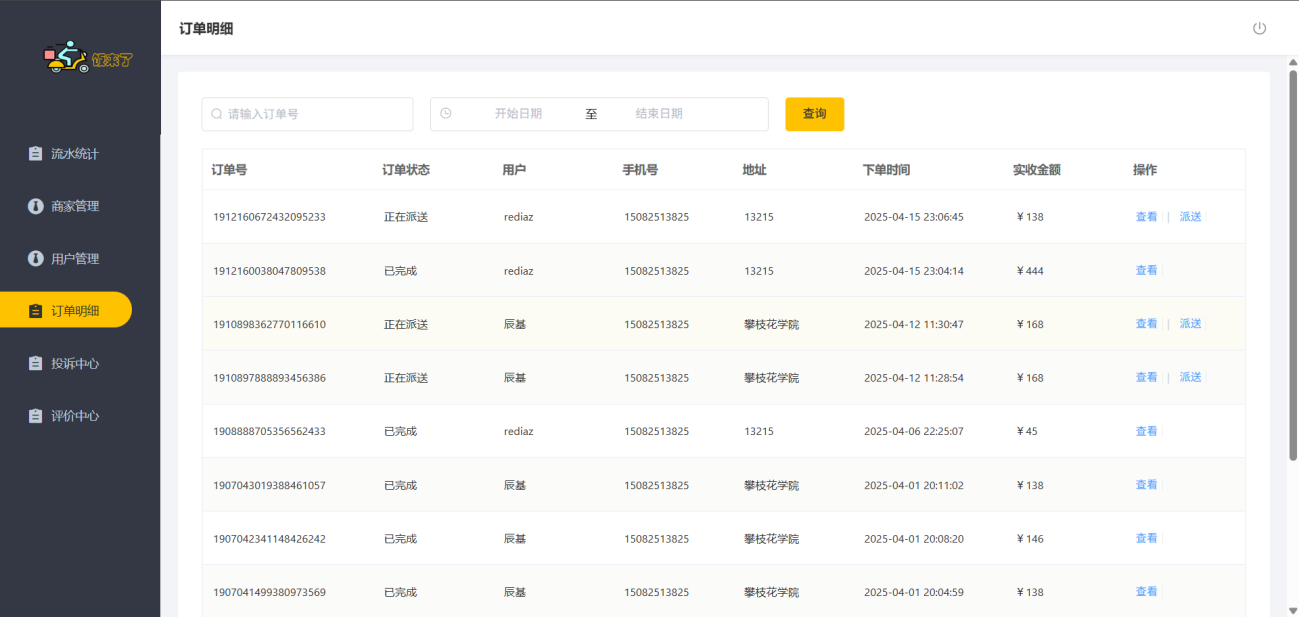 订单明细
饭来了
请输入订单号 开始日期 至 结束日期 查询
流水统计
商家管理
用户管理
订单明细
投诉中心
评价中心
订单号 订单状态 用户 手机号 地址 下单时间 实收金额 操作
1912160672432095233 正在派送 rediaz 15082513825 13215 2025-04-15 23:06:45 ¥ 138 查看 | 派送
1912160038047809538 已完成 rediaz 15082513825 13215 2025-04-15 23:04:14 ¥ 444 查看
1910898362770116610 正在派送 辰基 15082513825 攀枝花学院 2025-04-12 11:30:47 ¥ 168 查看 | 派送
1910897888893456386 正在派送 辰基 15082513825 攀枝花学院 2025-04-12 11:28:54 ¥ 168 查看 | 派送
1908888705356562433 已完成 rediaz 15082513825 13215 2025-04-06 22:25:07 ¥ 45 查看
1907043019388461057 已完成 辰基 15082513825 攀枝花学院 2025-04-01 20:11:02 ¥ 138 查看
1907042341148426242 已完成 辰基 15082513825 攀枝花学院 2025-04-01 20:08:20 ¥ 146 查看
1907041499380973569 已完成 辰基 15082513825 攀枝花学院 2025-04-01 20:04:59 ¥ 138 查看